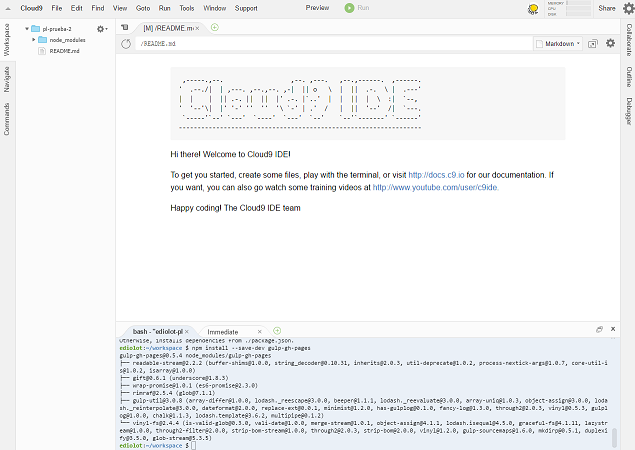 Cloud9 File Edit Find View Goto Run Tools Window Support Preview Run MEMORY CPU DISK Share
Workspace
Navigate
Commands
pl-prueba-2
node_modules
README.md
[M] /README.m
/README.md Markdown
Hi there! Welcome to Cloud9 IDE!
To get you started, create some files, play with the terminal, or visit http://docs.c9.io for our documentation. If
you want, you can also go watch some training videos at http://www.youtube.com/user/c9ide.
Happy coding! The Cloud9 IDE team
Collaborate
Outline
Debugger
bash - "ediolot-pl Immediate
Otherwise, installs dependencies from ./package.json.
ediolot:~/workspace $ npm install --save-dev gulp-gh-pages
gulp-gh-pages@0.5.4 node_modules/gulp-gh-pages
├── readable-stream@2.2.2 (buffer-shims@1.0.0, string_decoder@0.10.31, inherits@2.0.3, util-deprecate@1.0.2, process-nextick-args@1.0.7, core-util-i
s@1.0.2, isarray@1.0.0)
├── gift@0.6.1 (underscore@1.8.3)
├── wrap-promise@1.0.1 (es6-promise@2.3.0)
├── rimraf@2.5.4 (glob@7.1.1)
├── gulp-util@3.0.8 (array-differ@1.0.0, lodash._reescape@3.0.0, beeper@1.1.1, lodash._reevaluate@3.0.0, array-uniq@1.0.3, object-assign@3.0.0, loda
sh._reinterpolate@3.0.0, dateformat@2.0.0, replace-ext@0.0.1, minimist@1.2.0, has-gulplog@0.1.0, fancy-log@1.3.0, through2@2.0.3, vinyl@0.5.3, gulpl
og@1.0.0, chalk@1.1.3, lodash.template@3.6.2, multipipe@0.1.2)
└── vinyl-fs@2.4.4 (is-valid-glob@0.3.0, vali-date@1.0.0, merge-stream@1.0.1, object-assign@4.1.1, lodash.isequal@4.5.0, graceful-fs@4.1.11, lazystr
eam@1.0.0, through2-filter@2.0.0, strip-bom-stream@1.0.0, through2@2.0.3, strip-bom@2.0.0, vinyl@1.2.0, gulp-sourcemaps@1.6.0, mkdirp@0.5.1, duplexi
fy@3.5.0, glob-stream@5.3.5)
ediolot:~/workspace $